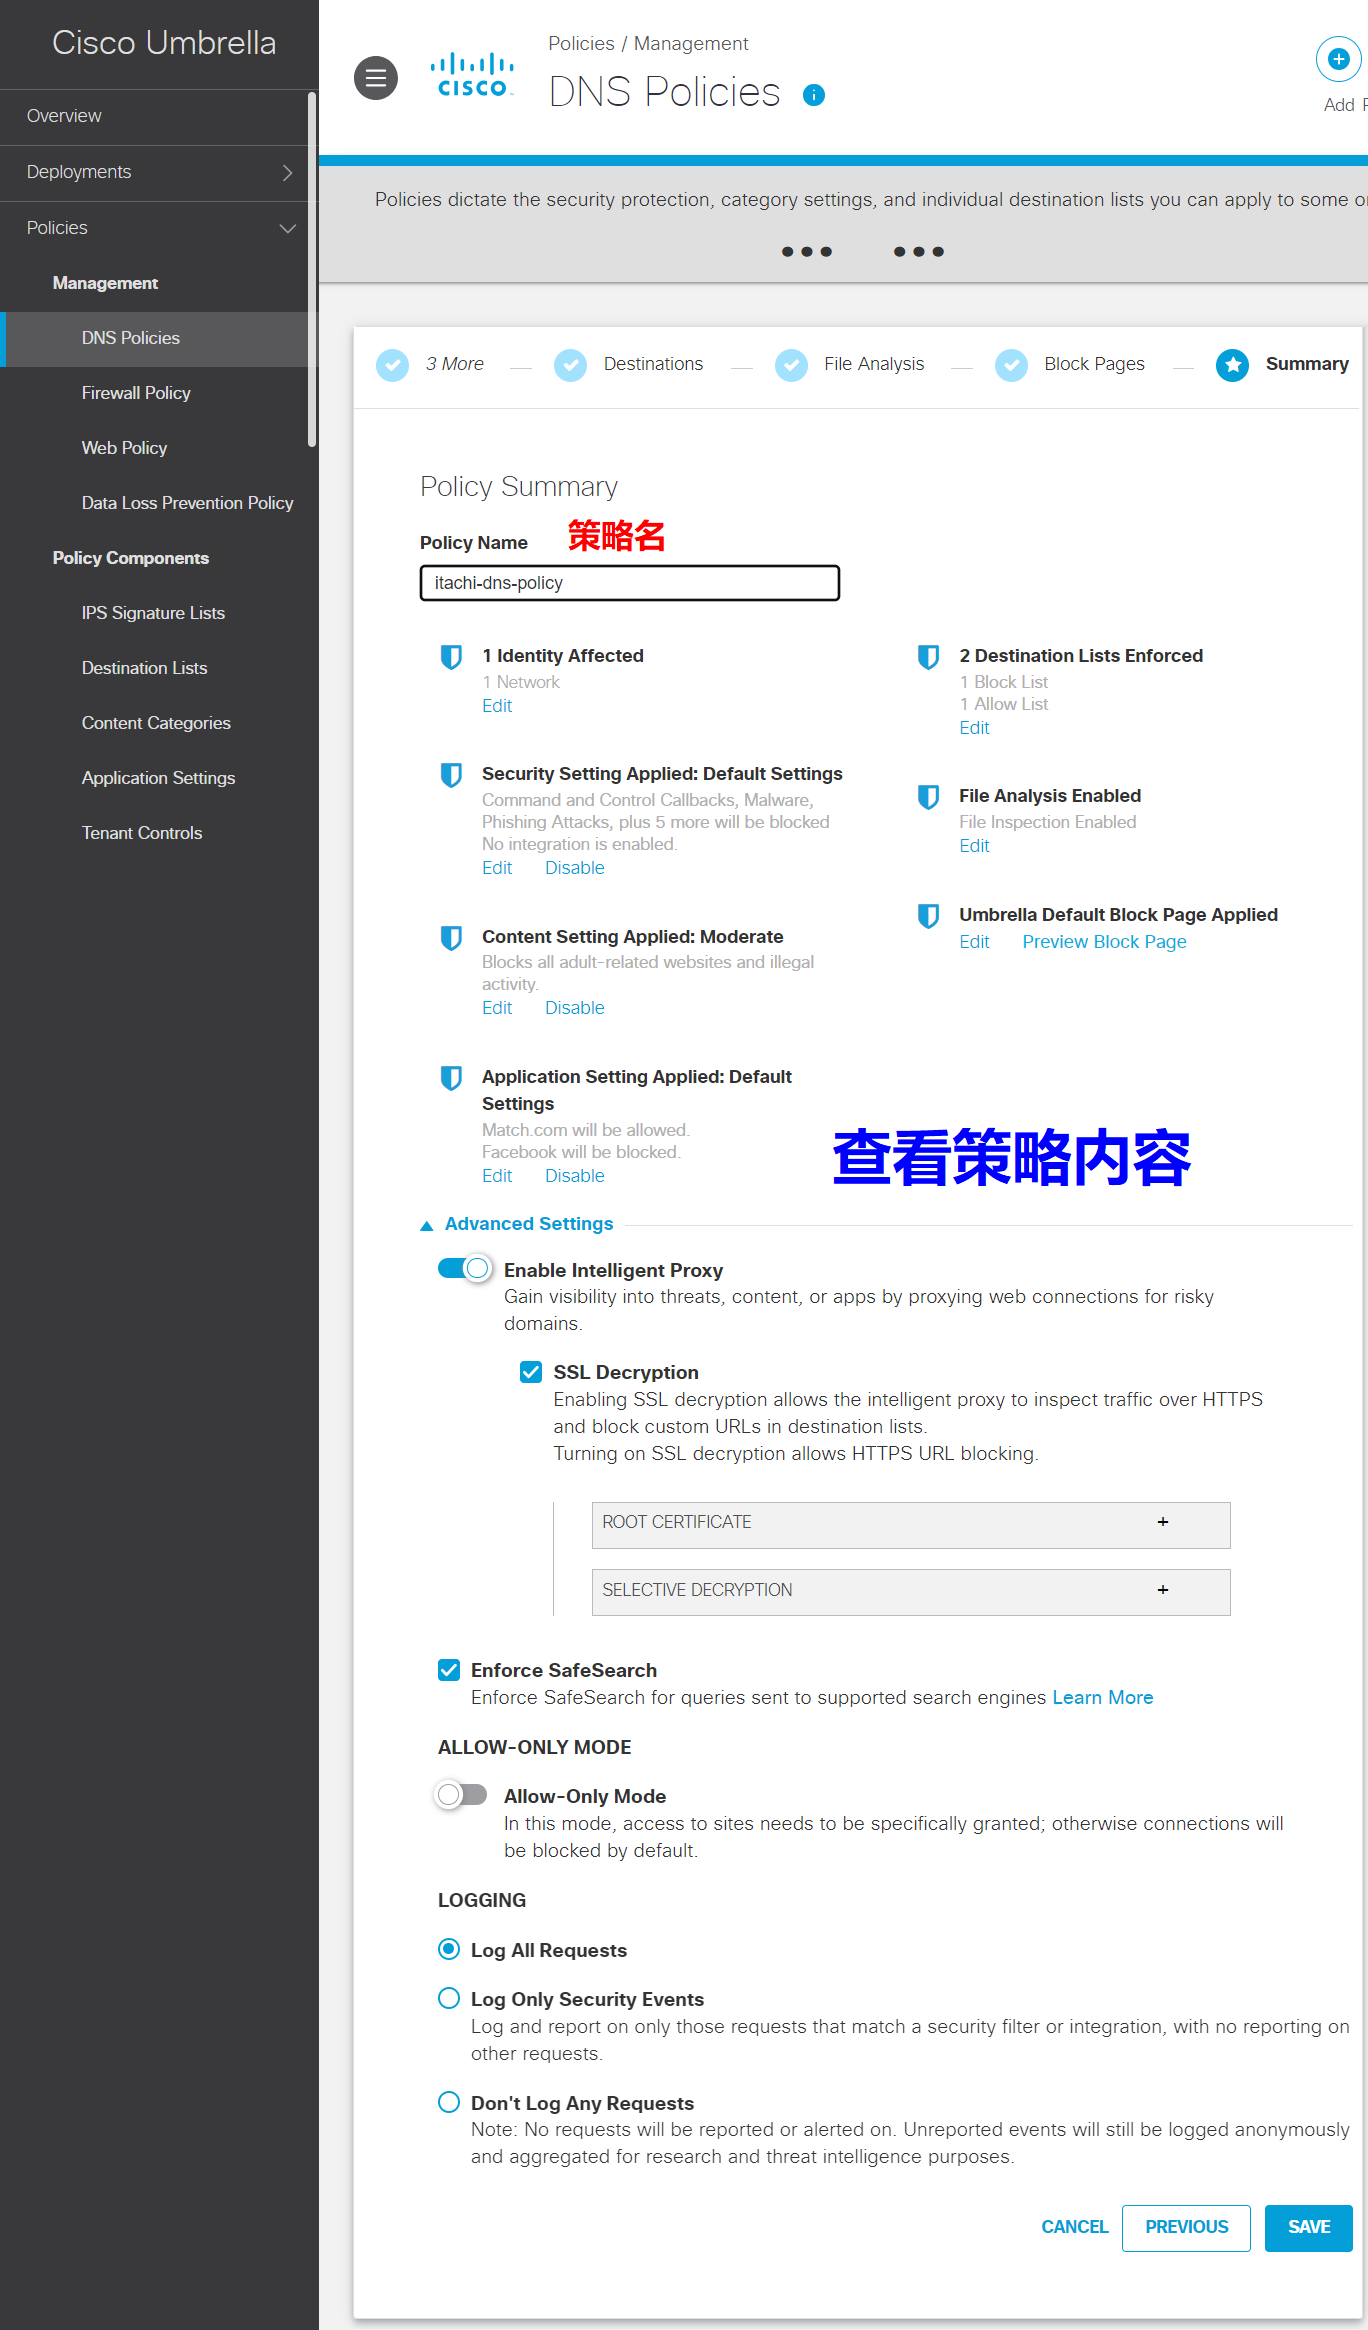 Cisco Umbrella
Overview
Deployments
Policies
Management
DNS Policies
Firewall Policy
Web Policy
Data Loss Prevention Policy
Policy Components
IPS Signature Lists
Destination Lists
Content Categories
Application Settings
Tenant Controls
CISCO
Policies / Management
DNS Policies
Add P
Policies dictate the security protection, category settings, and individual destination lists you can apply to some or
3 More
Destinations
File Analysis
Block Pages
Summary
Policy Summary
Policy Name 策略名
itachi-dns-policy
1 Identity Affected
1 Network
Edit
Security Setting Applied: Default Settings
Command and Control Callbacks, Malware,
Phishing Attacks, plus 5 more will be blocked
No integration is enabled.
Edit Disable
Content Setting Applied: Moderate
Blocks all adult-related websites and illegal
activity.
Edit Disable
Application Setting Applied: Default
Settings
Match.com will be allowed.
Facebook will be blocked.
Edit Disable
2 Destination Lists Enforced
1 Block List
1 Allow List
Edit
File Analysis Enabled
File Inspection Enabled
Edit
Umbrella Default Block Page Applied
Edit Preview Block Page
查看策略内容
Advanced Settings
Enable Intelligent Proxy
Gain visibility into threats, content, or apps by proxying web connections for risky
domains.
SSL Decryption
Enabling SSL decryption allows the intelligent proxy to inspect traffic over HTTPS
and block custom URLs in destination lists.
Turning on SSL decryption allows HTTPS URL blocking.
ROOT CERTIFICATE +
SELECTIVE DECRYPTION +
Enforce SafeSearch
Enforce SafeSearch for queries sent to supported search engines Learn More
ALLOW-ONLY MODE
Allow-Only Mode
In this mode, access to sites needs to be specifically granted; otherwise connections will
be blocked by default.
LOGGING
Log All Requests
Log Only Security Events
Log and report on only those requests that match a security filter or integration, with no reporting on
other requests.
Don't Log Any Requests
Note: No requests will be reported or alerted on. Unreported events will still be logged anonymously
and aggregated for research and threat intelligence purposes.
CANCEL
PREVIOUS
SAVE